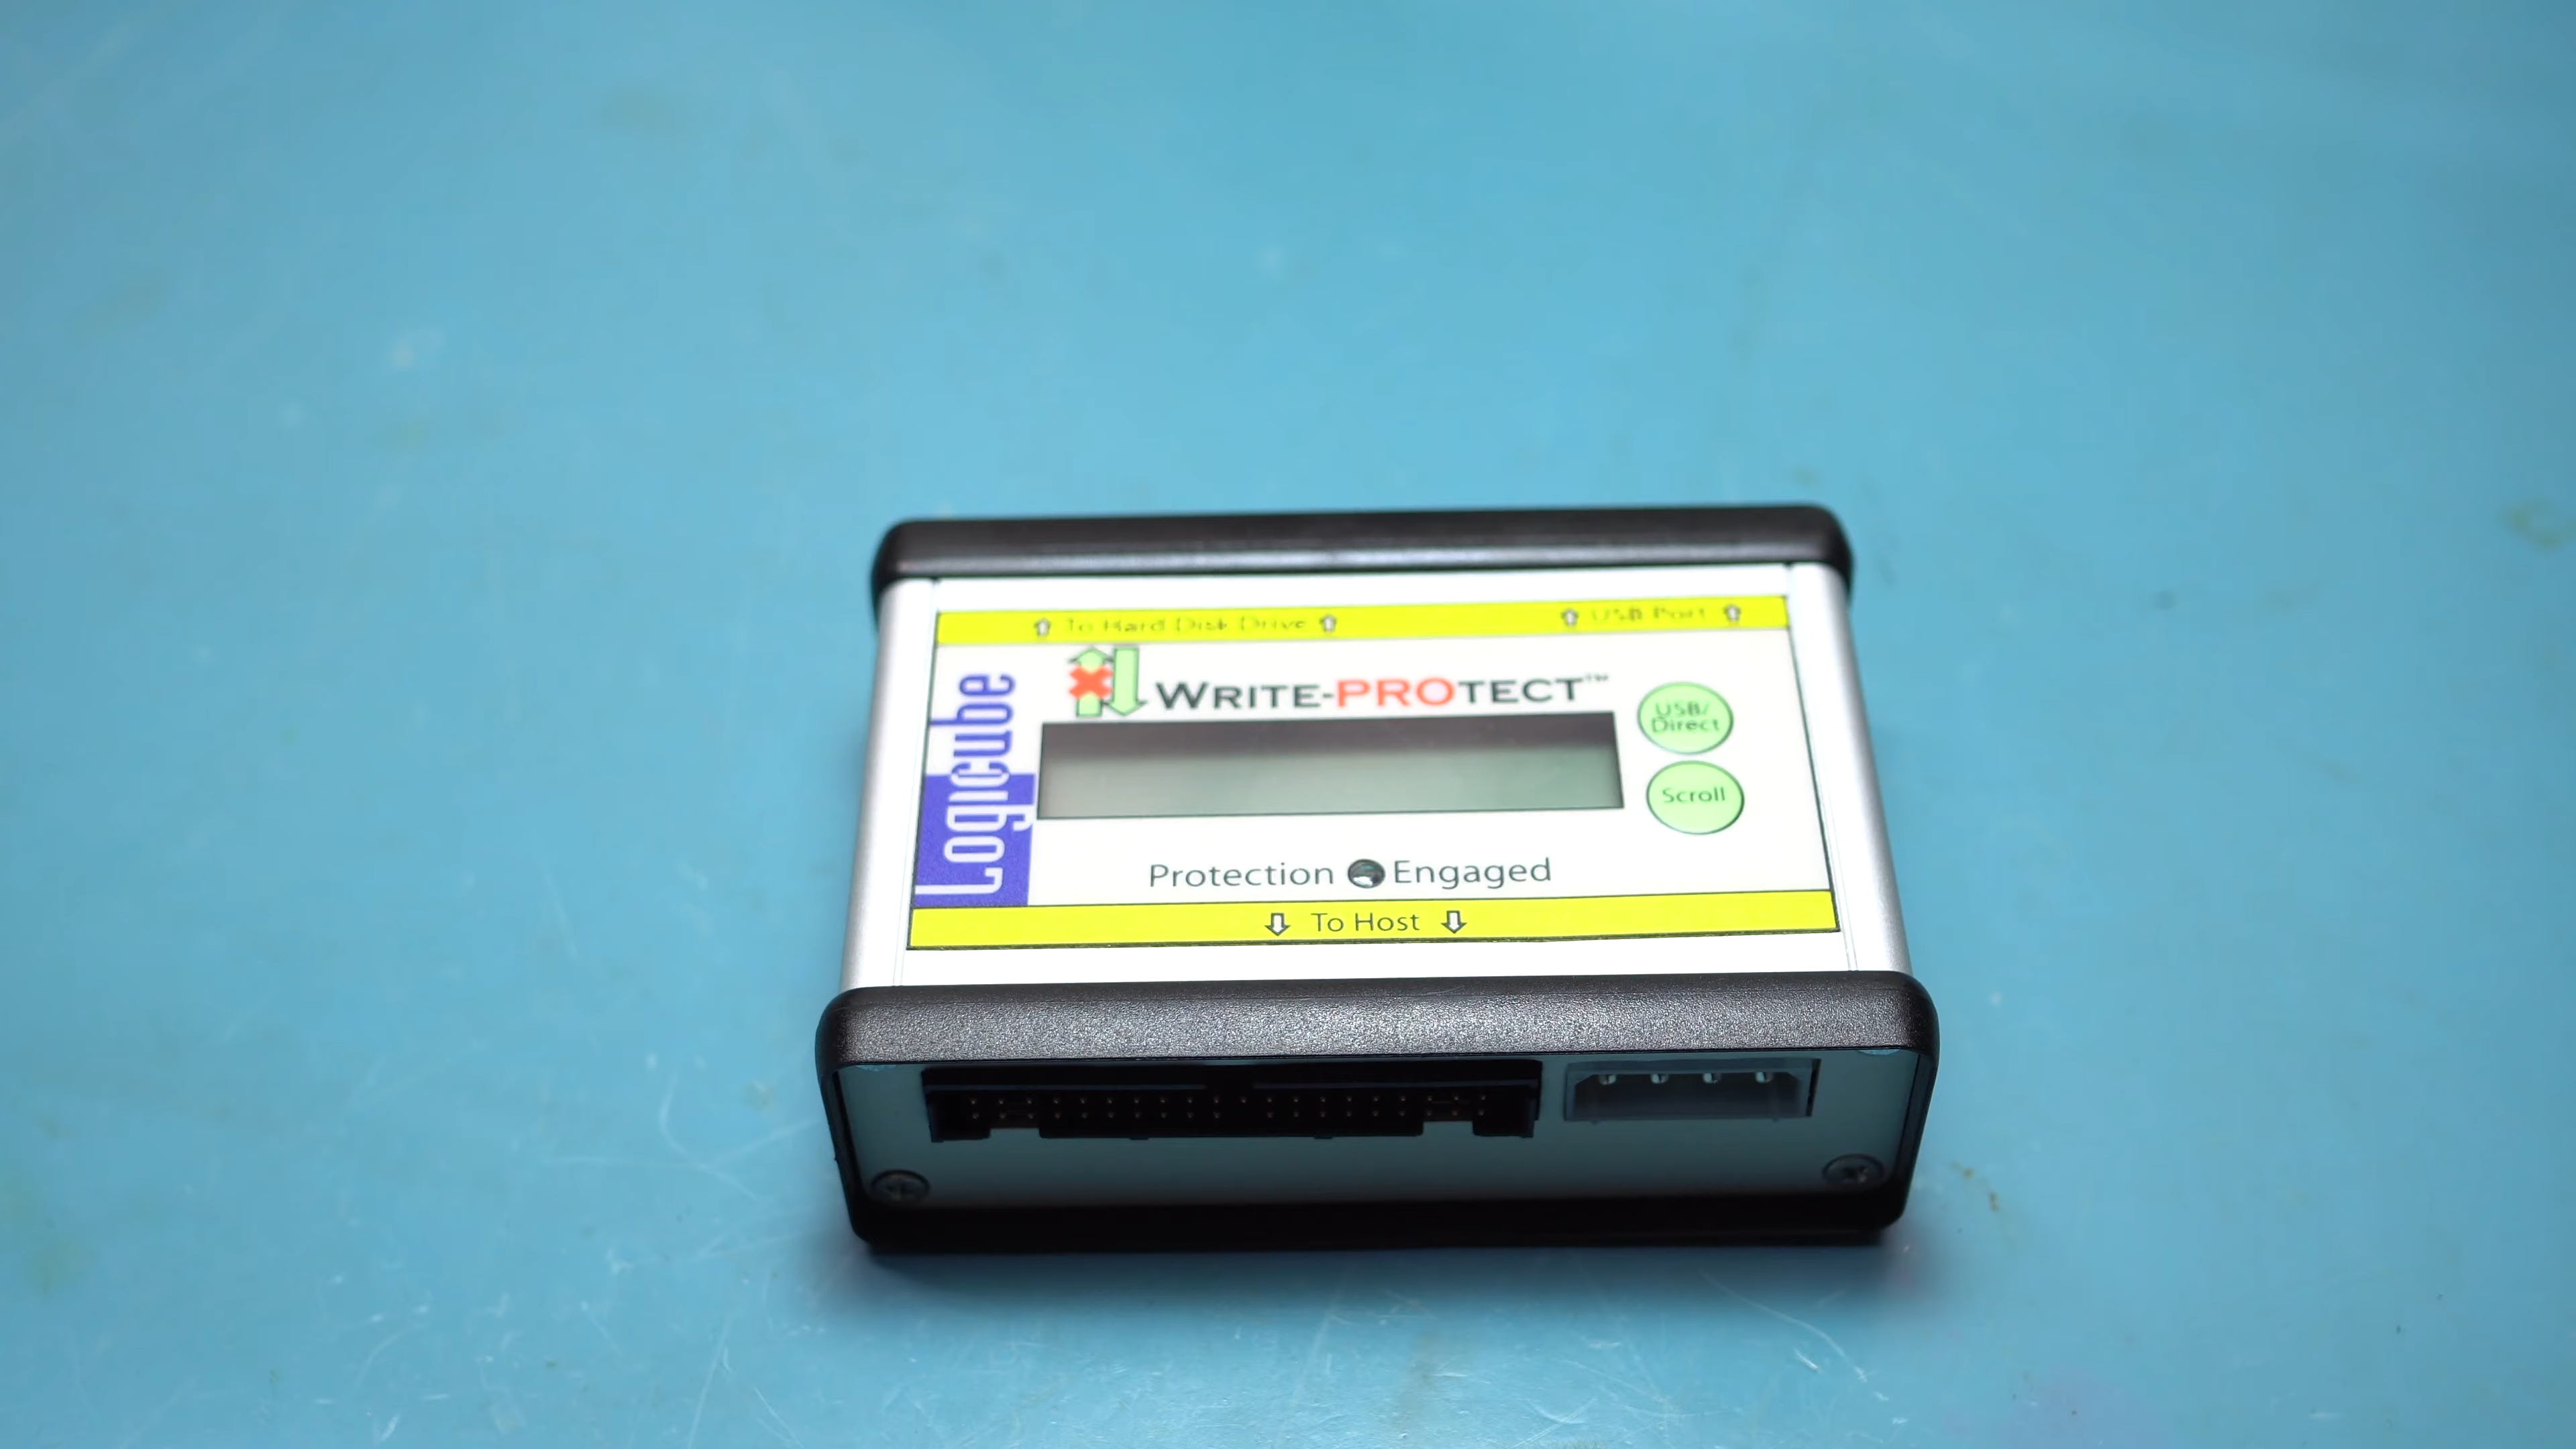 To Hard Disk Drive
USB Port
WRITE-PROTECT™
Logicube
USB/
Direct
Scroll
Protection Engaged
To Host